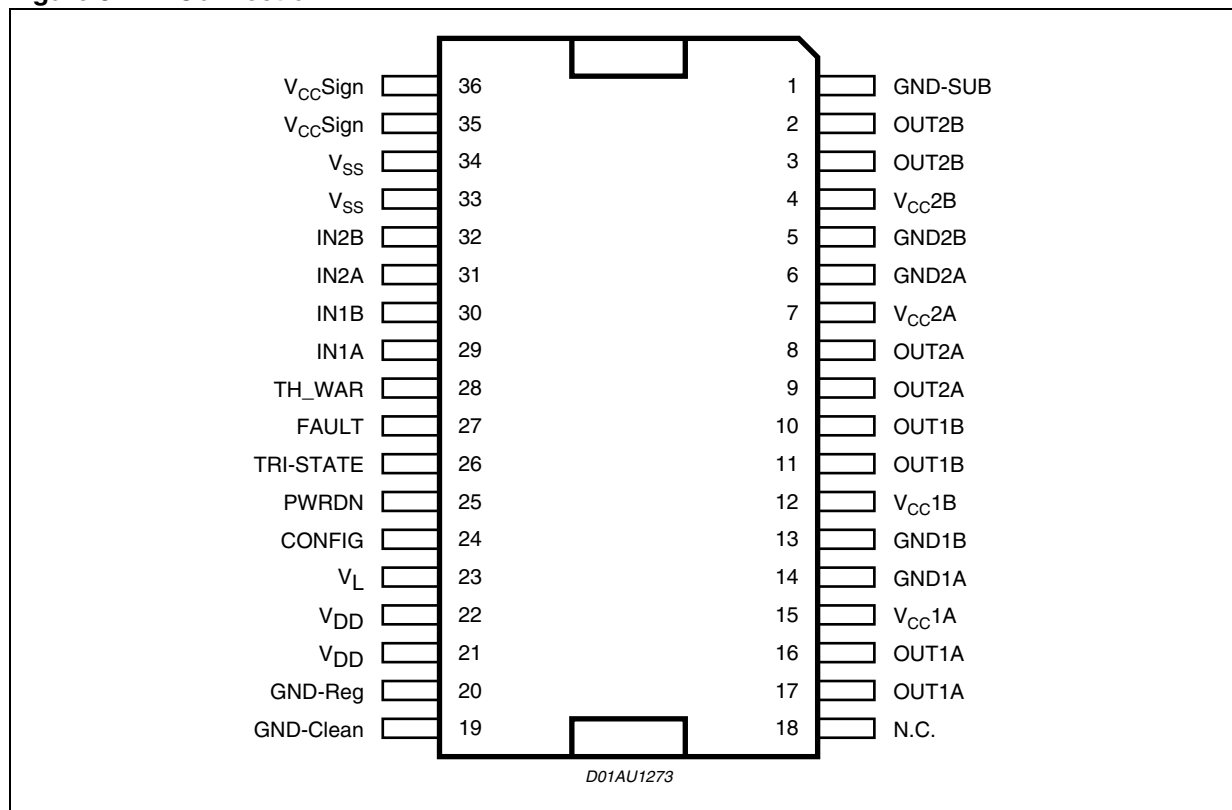 V_CCSign 36 1 GND-SUB
V_CCSign 35 2 OUT2B
V_SS 34 3 OUT2B
V_SS 33 4 V_CC2B
IN2B 32 5 GND2B
IN2A 31 6 GND2A
IN1B 30 7 V_CC2A
IN1A 29 8 OUT2A
TH_WAR 28 9 OUT2A
FAULT 27 10 OUT1B
TRI-STATE 26 11 OUT1B
PWRDN 25 12 V_CC1B
CONFIG 24 13 GND1B
V_L 23 14 GND1A
V_DD 22 15 V_CC1A
V_DD 21 16 OUT1A
GND-Reg 20 17 OUT1A
GND-Clean 19 18 N.C.
D01AU1273